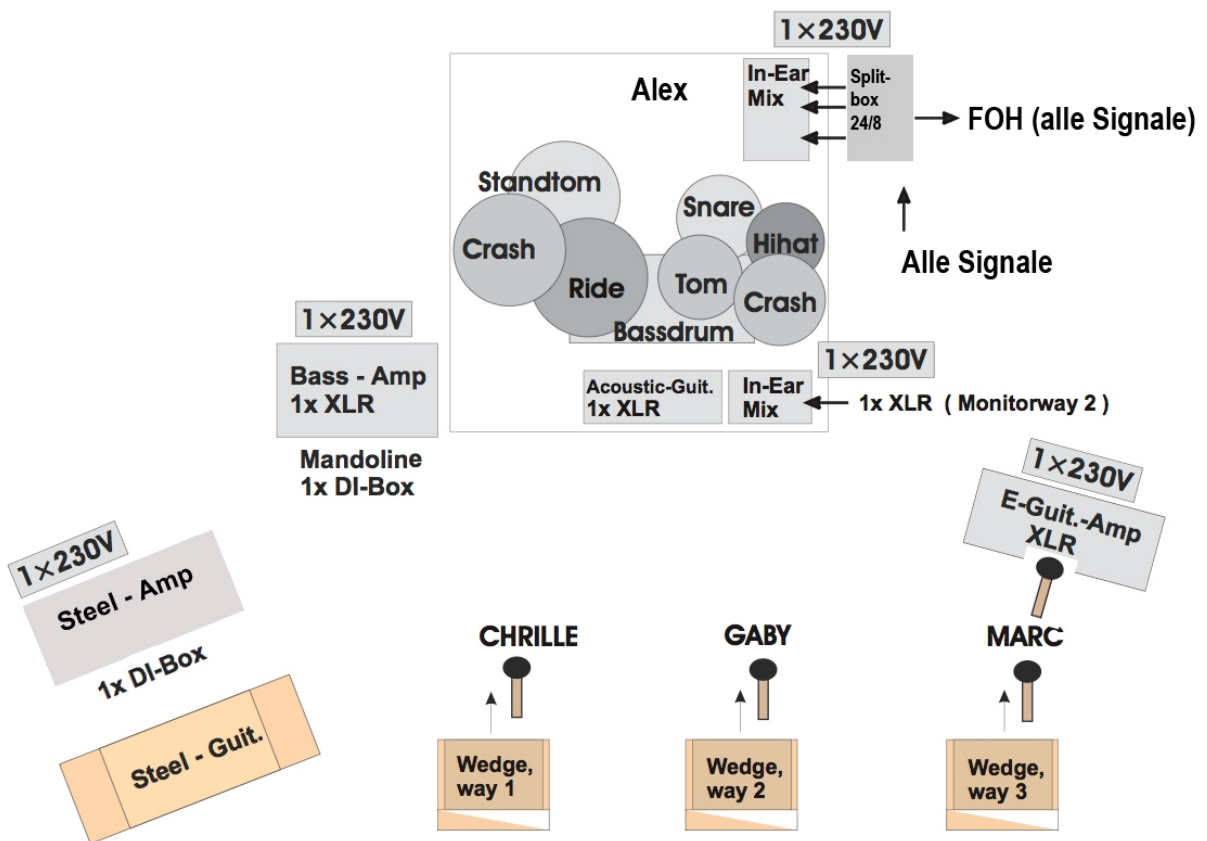 1×230V
Alex
In-Ear
Mix
Split-
box
24/8
FOH (alle Signale)
Alle Signale
Standtom
Snare
Crash
Hihat
Ride
Tom
Crash
Bassdrum
1×230V
Bass - Amp
1x XLR
Mandoline
1x DI-Box
1×230V
Acoustic-Guit.
1x XLR
In-Ear
Mix
1x XLR ( Monitorway 2 )
1×230V
E-Guit.-Amp
XLR
1×230V
Steel - Amp
1x DI-Box
Steel - Guit.
CHRILLE
GABY
MARC
Wedge,
way 1
Wedge,
way 2
Wedge,
way 3